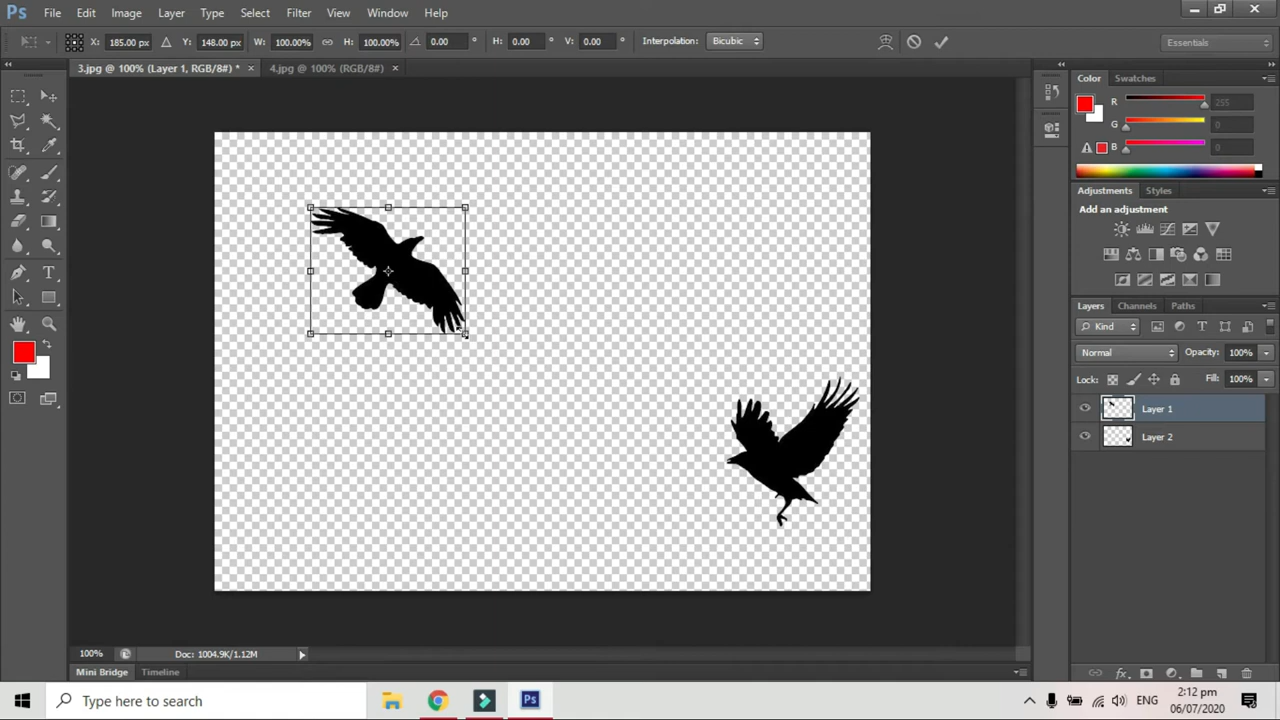 Ps File Edit Image Layer Type Select Filter View Window Help
X: 185.00 px Y: 148.00 px W: 100.00% H: 100.00% 0.00 ° H: 0.00 ° V: 0.00 ° Interpolation: Bicubic Essentials
3.jpg @ 100% (Layer 1, RGB/8#) * × 4.jpg @ 100% (RGB/8#) ×
Color Swatches
R 255
G 0
B 0
Adjustments Styles
Add an adjustment
Layers Channels Paths
Kind
Normal Opacity: 100%
Lock: Fill: 100%
Layer 1
Layer 2
100% Doc: 1004.9K/1.12M
Mini Bridge Timeline
Type here to search
Ps
ENG
2:12 pm
06/07/2020